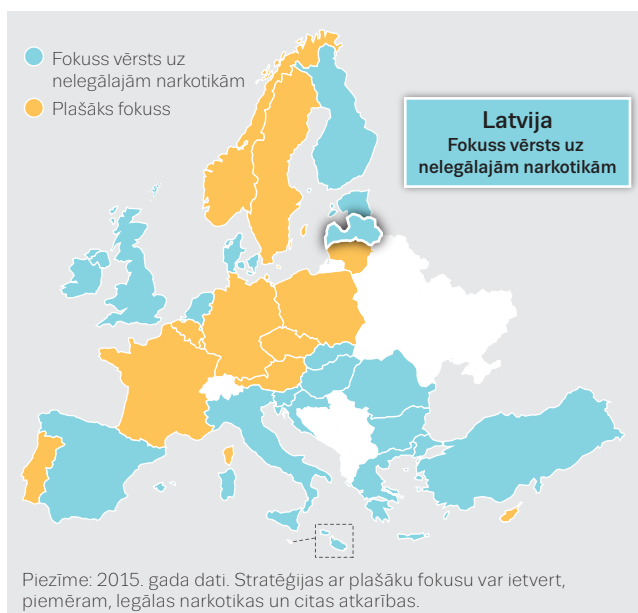 Fokuss vērsts uz
nelegālajām narkotikām
Plašāks fokuss
Latvija
Fokuss vērsts uz
nelegālajām narkotikām
Piezīme: 2015. gada dati. Stratēģijas ar plašāku fokusu var ietvert,
piemēram, legālas narkotikas un citas atkarības.